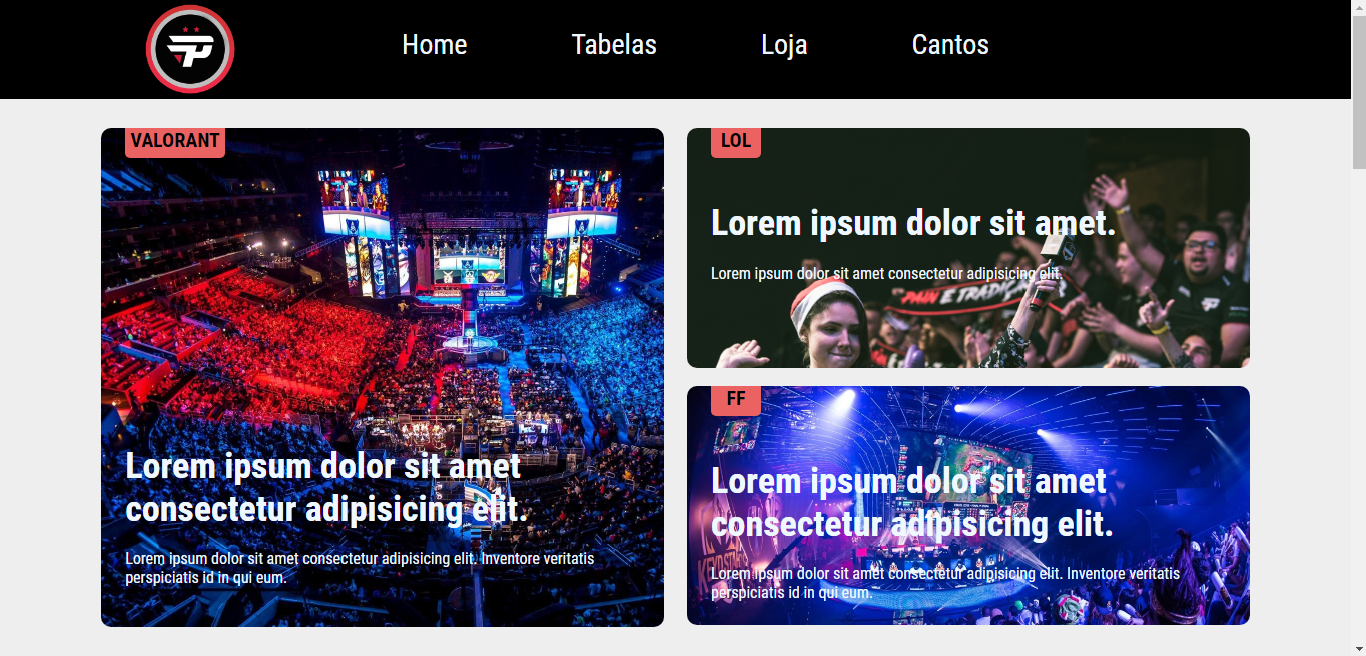 Home Tabelas Loja Cantos
VALORANT
Lorem ipsum dolor sit amet
consectetur adipisicing elit.
Lorem ipsum dolor sit amet consectetur adipisicing elit. Inventore veritatis
perspiciatis id in qui eum.
LOL
Lorem ipsum dolor sit amet.
Lorem ipsum dolor sit amet consectetur adipisicing elit.
PAIN E TRADIÇÃO
FF
Lorem ipsum dolor sit amet
consectetur adipisicing elit.
Lorem ipsum dolor sit amet consectetur adipisicing elit. Inventore veritatis
perspiciatis id in qui eum.